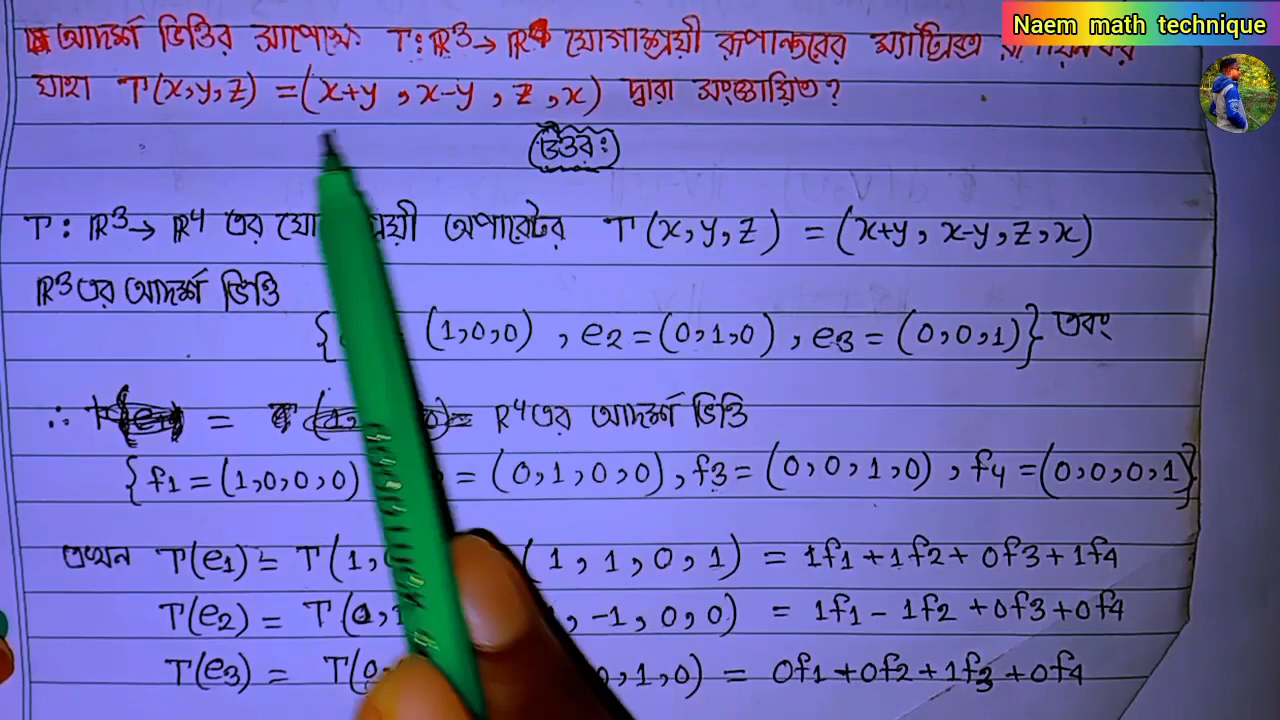 Naem math technique
আদর্শ ভিত্তির সাপেক্ষে T: ℝ³→ℝ⁴ যোগাশ্রয়ী রূপান্তরের
যাহা T(x,y,z) = (x+y, x-y, z, x) দ্বারা সংজ্ঞায়িত?
উত্তর:
T: ℝ³→ ℝ⁴ এর অপারেটর T(x,y,z) = (x+y, x-y, z, x)
ℝ³ এর আদর্শ ভিত্তি
{ (1,0,0), e2 = (0,1,0), e3 = (0,0,1)} এবং
∴ = R⁴ এর আদর্শ ভিত্তি
{f1 = (1,0,0,0) = (0,1,0,0), f3 = (0,0,1,0), f4 = (0,0,0,1)}
এখন T(e1) = T(1, (1, 1, 0, 1) = 1f1 + 1f2 + 0f3 + 1f4
T(e2) = T(0, , -1, 0, 0) = 1f1 - 1f2 + 0f3 + 0f4
T(e3) = T(0, 0, 1, 0) = 0f1 + 0f2 + 1f3 + 0f4